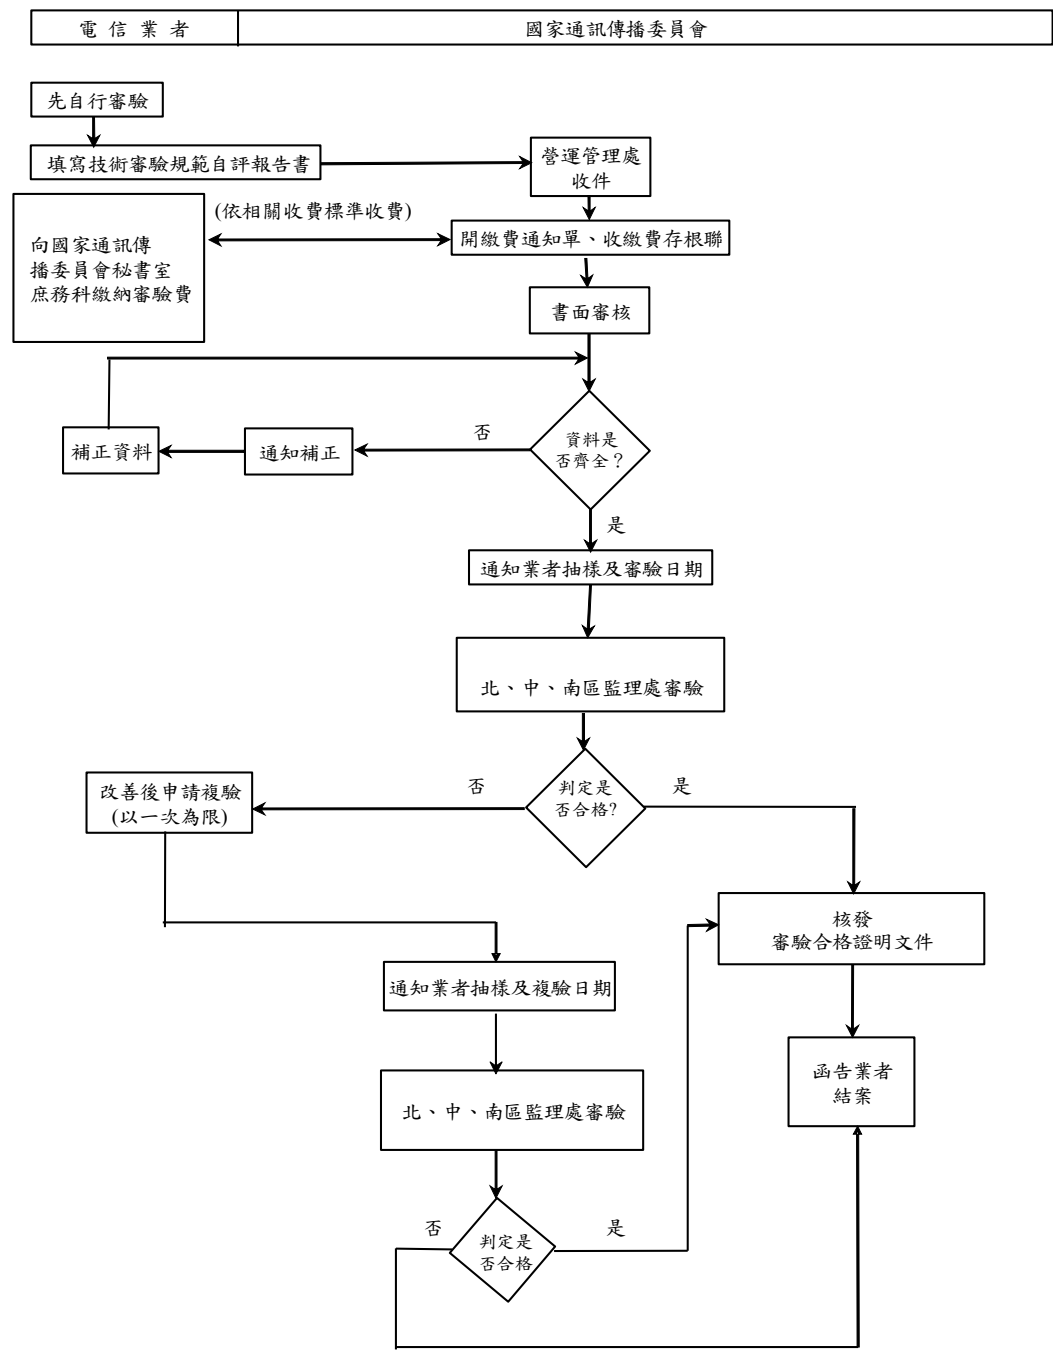 電信業者
國家通訊傳播委員會
先自行審驗
填寫技術審驗規範自評報告書
營運管理處
收件
(依相關收費標準收費)
向國家通訊傳
播委員會秘書室
庶務科繳納審驗費
開繳費通知單、收繳費存根聯
書面審核
資料是
否齊全？
否
通知補正
補正資料
是
通知業者抽樣及審驗日期
北、中、南區監理處審驗
判定是
否合格?
否
是
改善後申請複驗
(以一次為限)
核發
審驗合格證明文件
通知業者抽樣及複驗日期
函告業者
結案
北、中、南區監理處審驗
否
是
判定是
否合格